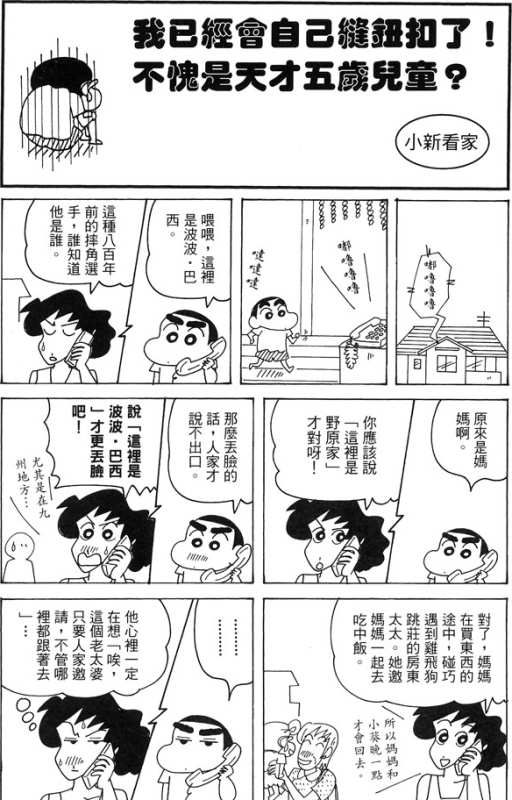 我已經會自己縫鈕扣了！
不愧是天才五歲兒童？
小新看家
嘟嚕嚕嚕
嘟嚕嚕嚕
噠噠噠
喂喂，這裡
是波波·巴
西。
這種八百年
前的摔角選
手，誰知道
他是誰。
原來是媽
媽啊。
你應該說
「這裡是
野原家」
才對呀！
那麼丟臉的
話，人家才
說不出口。
說「這裡是
波波·巴西
」才更丟臉
吧！
尤其是在九
州地方…
對了，媽媽
在買東西的
途中，碰巧
遇到雞飛狗
跳莊的房東
太太。她邀
媽媽一起去
吃中飯。
所以媽媽和
小葵晚一點
才會回去。
………
他心裡一定
在想「唉，
這個老太婆
只要人家邀
請，不管哪
裡都跟著去
」…